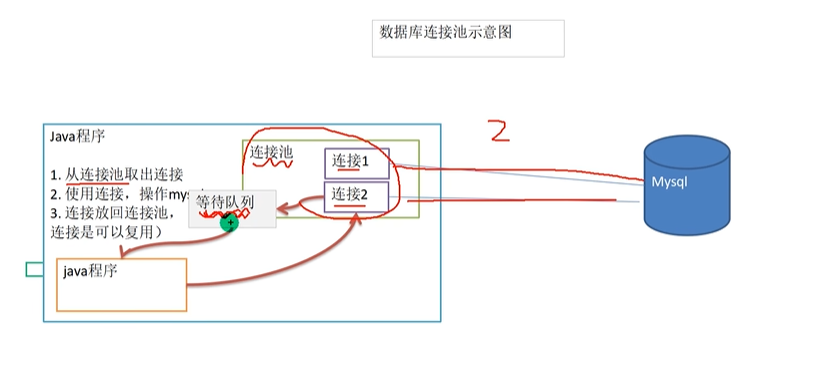 数据库连接池示意图
2
Java程序
连接池
连接1
1. 从连接池取出连接
2. 使用连接，操作mys
连接2
等待队列
3. 连接放回连接池，
连接是可以复用）
java程序
Mysql